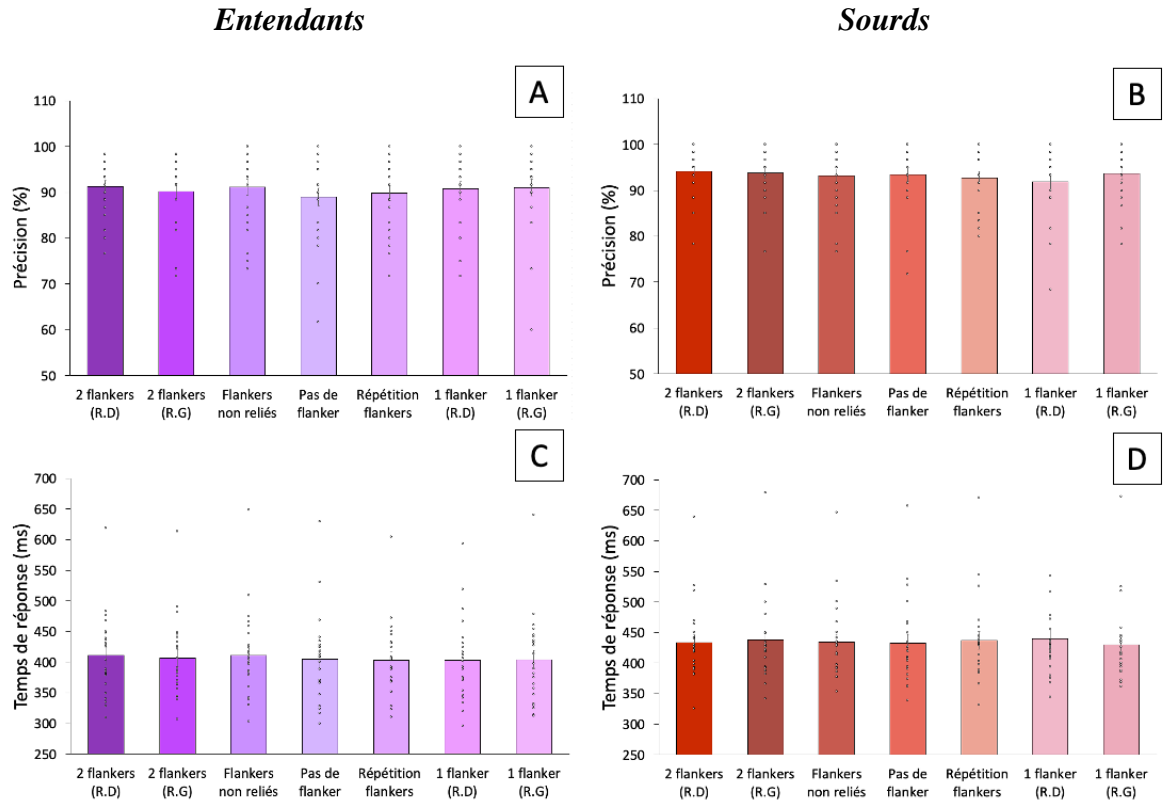 Entendants
Sourds
A
Précision (%)
110
100
90
80
70
60
50
2 flankers
(R.D)
2 flankers
(R.G)
Flankers
non reliés
Pas de
flanker
Répétition
flankers
1 flanker
(R.D)
1 flanker
(R.G)
B
Précision (%)
110
100
90
80
70
60
50
2 flankers
(R.D)
2 flankers
(R.G)
Flankers
non reliés
Pas de
flanker
Répétition
flankers
1 flanker
(R.D)
1 flanker
(R.G)
C
Temps de réponse (ms)
700
650
600
550
500
450
400
350
300
250
2 flankers
(R.D)
2 flankers
(R.G)
Flankers
non reliés
Pas de
flanker
Répétition
flankers
1 flanker
(R.D)
1 flanker
(R.G)
D
Temps de réponse (ms)
700
650
600
550
500
450
400
350
300
250
2 flankers
(R.D)
2 flankers
(R.G)
Flankers
non reliés
Pas de
flanker
Répétition
flankers
1 flanker
(R.D)
1 flanker
(R.G)